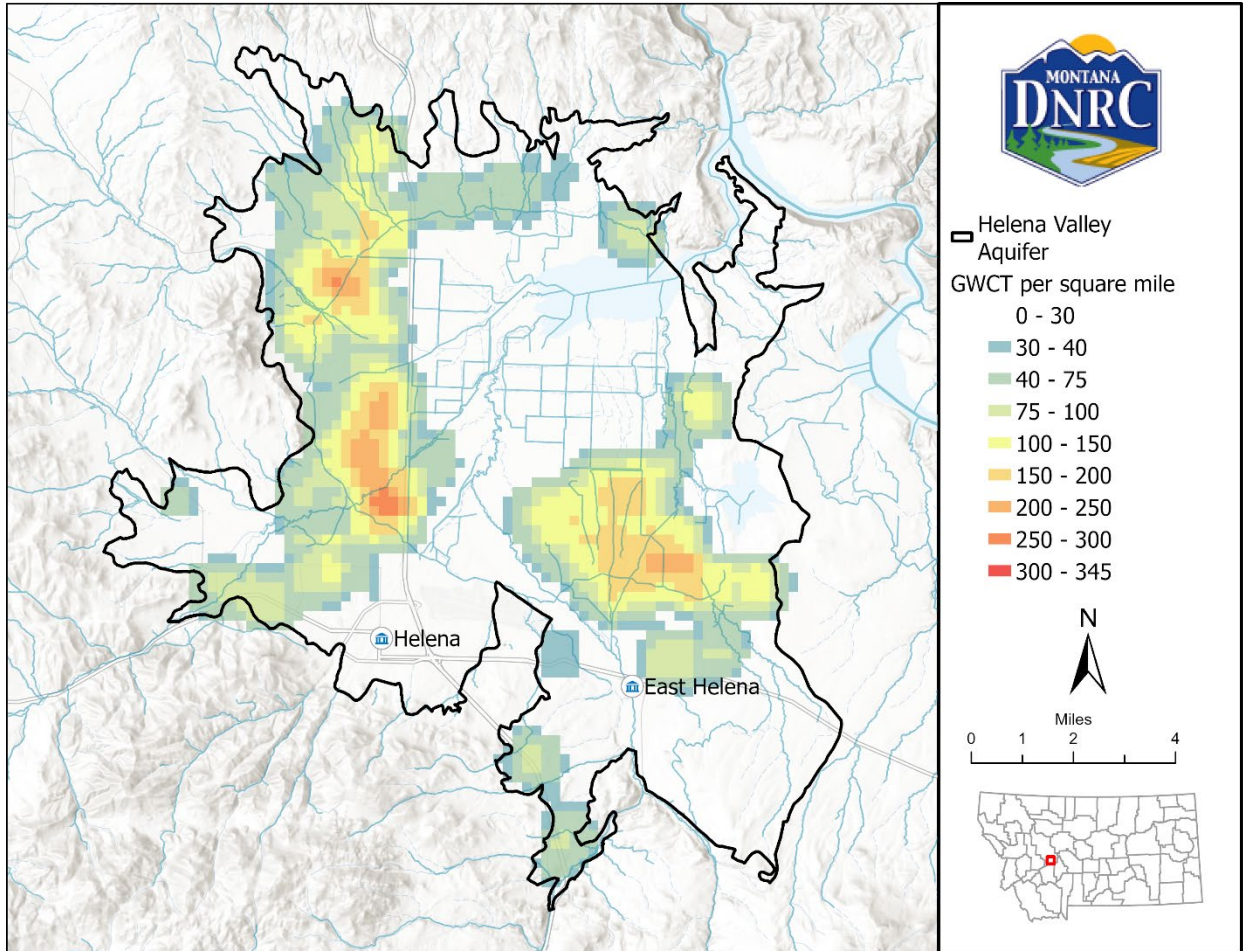 Helena
East Helena
MONTANA
DNRC
Helena Valley
Aquifer
GWCT per square mile
0 - 30
30 - 40
40 - 75
75 - 100
100 - 150
150 - 200
200 - 250
250 - 300
300 - 345
N
Miles
0 1 2 4